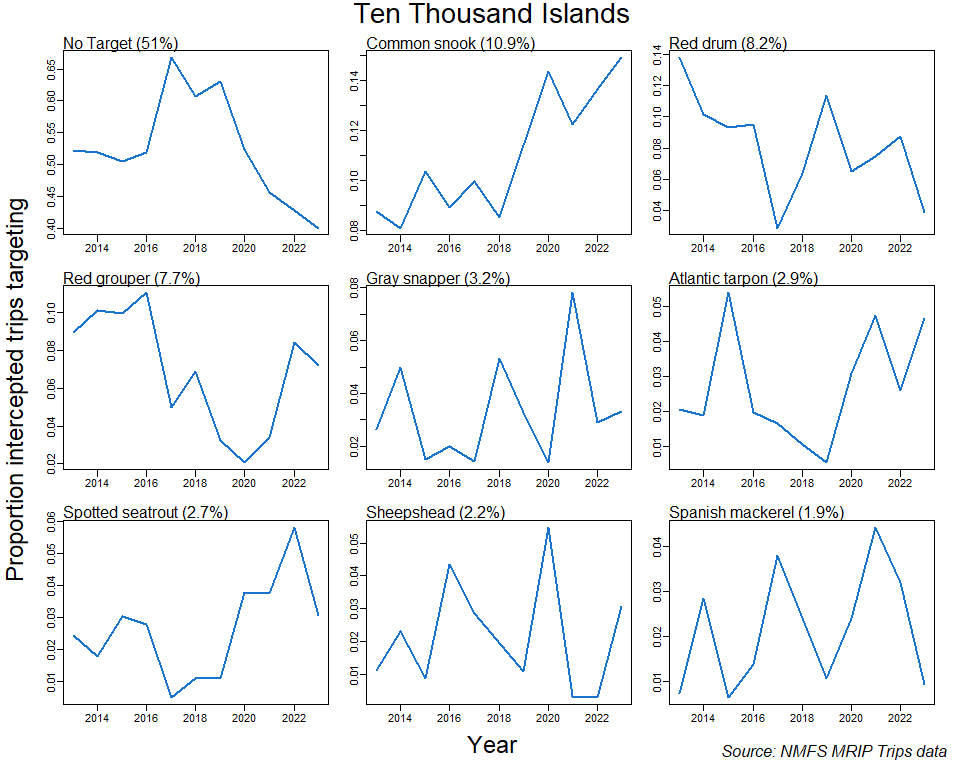 Ten Thousand Islands
No Target (51%)
0.40 0.45 0.50 0.55 0.60 0.65
2014 2016 2018 2020 2022
Common snook (10.9%)
0.08 0.10 0.12 0.14
2014 2016 2018 2020 2022
Red drum (8.2%)
0.04 0.06 0.08 0.10 0.12 0.14
2014 2016 2018 2020 2022
Red grouper (7.7%)
0.02 0.04 0.06 0.08 0.10
2014 2016 2018 2020 2022
Gray snapper (3.2%)
0.02 0.04 0.06 0.08
2014 2016 2018 2020 2022
Atlantic tarpon (2.9%)
0.01 0.02 0.03 0.04 0.05
2014 2016 2018 2020 2022
Spotted seatrout (2.7%)
0.01 0.02 0.03 0.04 0.05 0.06
2014 2016 2018 2020 2022
Sheepshead (2.2%)
0.01 0.02 0.03 0.04 0.05
2014 2016 2018 2020 2022
Spanish mackerel (1.9%)
0.01 0.02 0.03 0.04
2014 2016 2018 2020 2022
Proportion intercepted trips targeting
Year
Source: NMFS MRIP Trips data